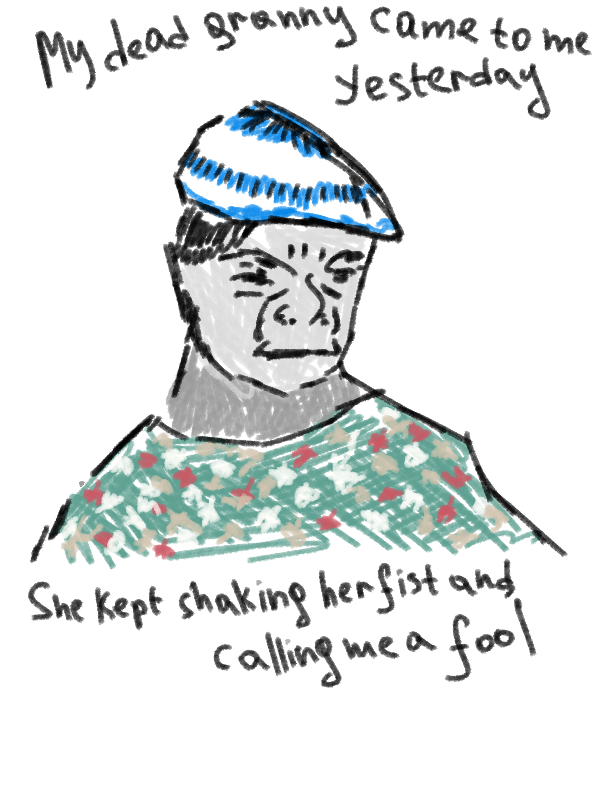 My dead granny came to me
yesterday
She kept shaking her fist and
calling me a fool